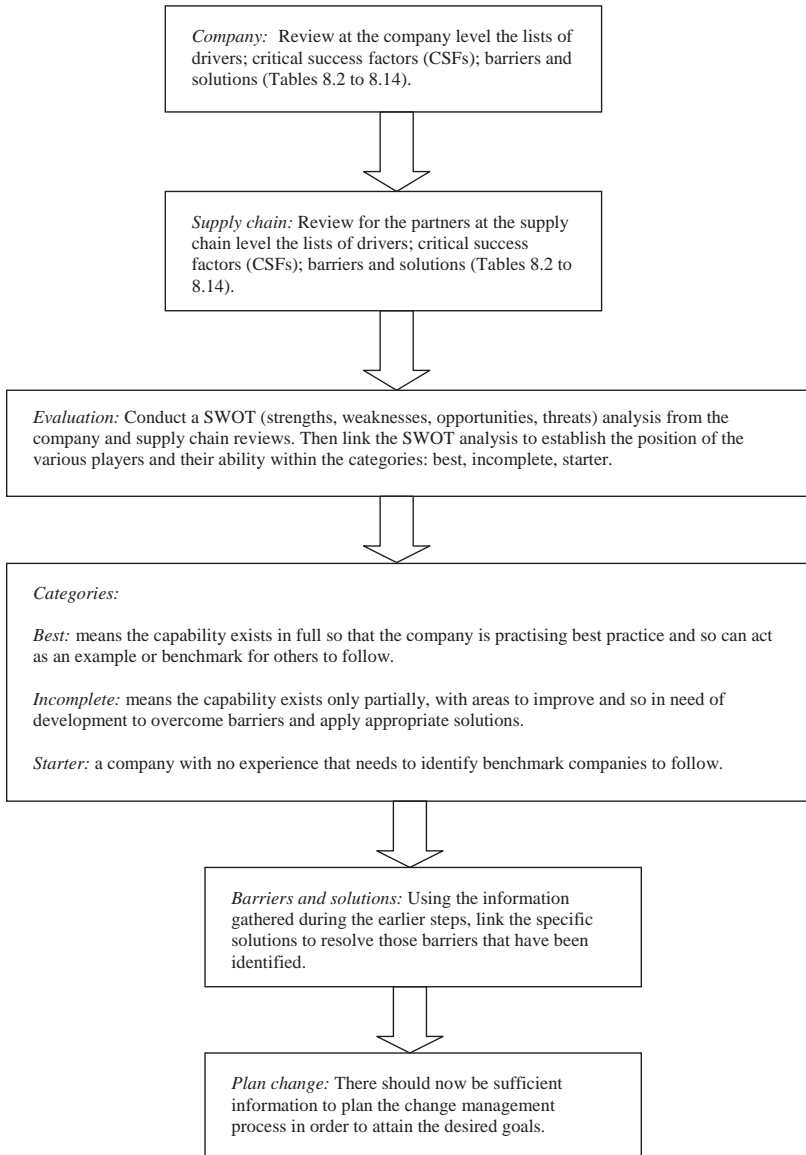 Company: Review at the company level the lists of
drivers; critical success factors (CSFs); barriers and
solutions (Tables 8.2 to 8.14).
Supply chain: Review for the partners at the supply
chain level the lists of drivers; critical success
factors (CSFs); barriers and solutions (Tables 8.2 to
8.14).
Evaluation: Conduct a SWOT (strengths, weaknesses, opportunities, threats) analysis from the
company and supply chain reviews. Then link the SWOT analysis to establish the position of the
various players and their ability within the categories: best, incomplete, starter.
Categories:
Best: means the capability exists in full so that the company is practising best practice and so can act
as an example or benchmark for others to follow.
Incomplete: means the capability exists only partially, with areas to improve and so in need of
development to overcome barriers and apply appropriate solutions.
Starter: a company with no experience that needs to identify benchmark companies to follow.
Barriers and solutions: Using the information
gathered during the earlier steps, link the specific
solutions to resolve those barriers that have been
identified.
Plan change: There should now be sufficient
information to plan the change management
process in order to attain the desired goals.